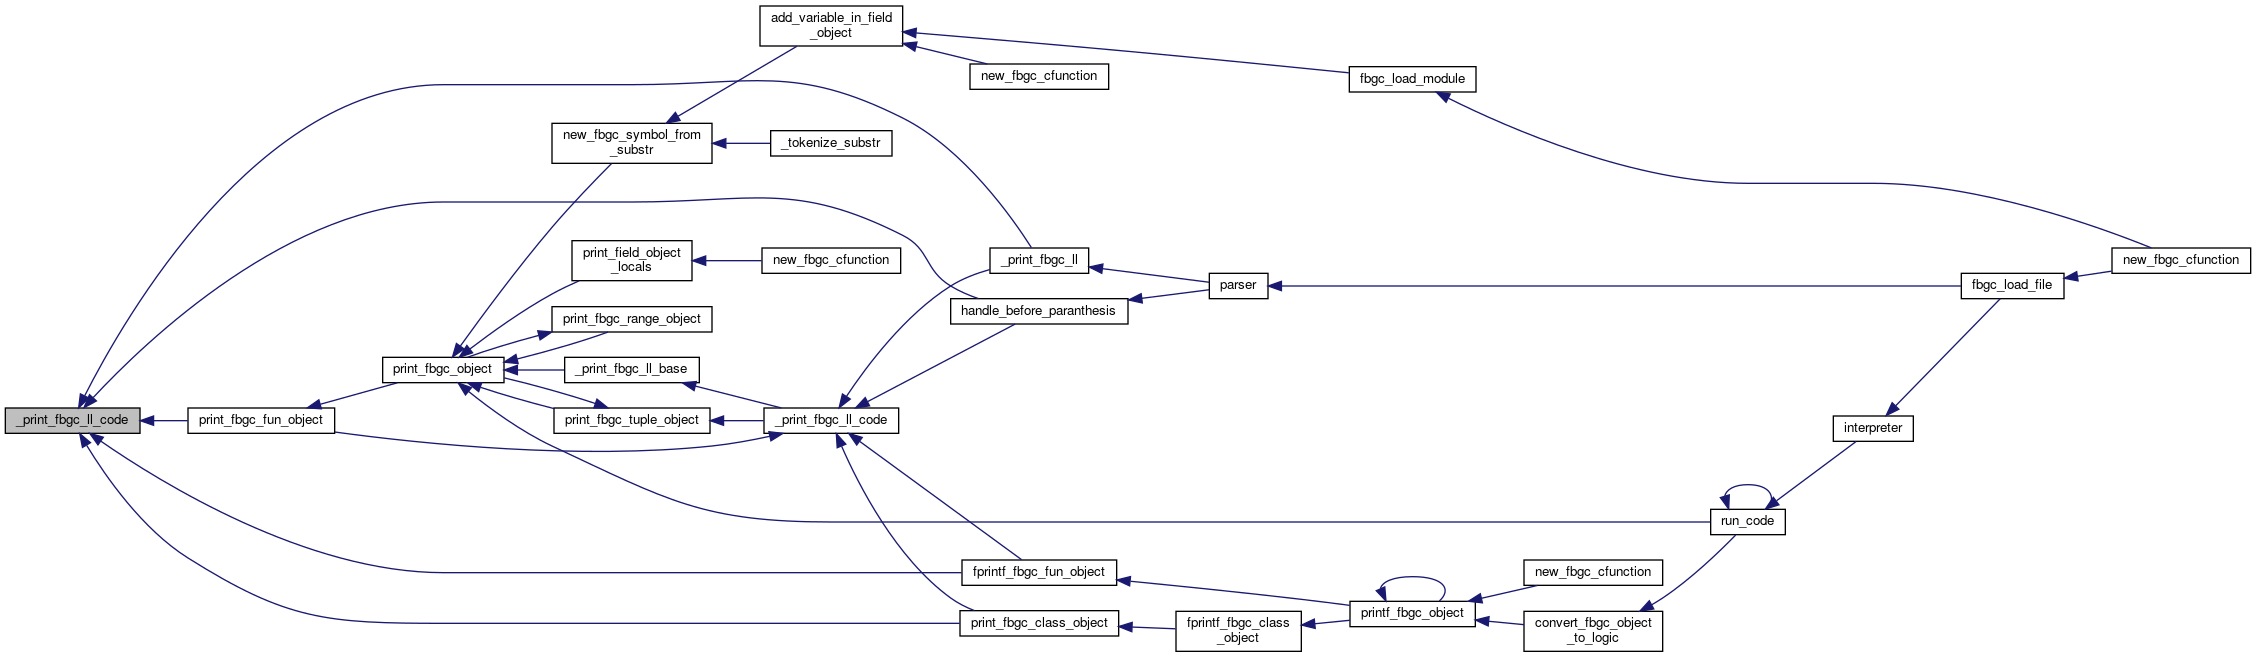 add_variable_in_field
_object
new_fbgc_cfunction
fbgc_load_module
new_fbgc_symbol_from
_substr
_tokenize_substr
print_field_object
_locals
new_fbgc_cfunction
_print_fbgc_ll
new_fbgc_cfunction
parser
fbgc_load_file
handle_before_paranthesis
print_fbgc_range_object
print_fbgc_object
_print_fbgc_ll_base
_print_fbgc_ll_code
print_fbgc_fun_object
print_fbgc_tuple_object
_print_fbgc_ll_code
interpreter
run_code
fprintf_fbgc_fun_object
new_fbgc_cfunction
printf_fbgc_object
print_fbgc_class_object
fprintf_fbgc_class
_object
convert_fbgc_object
_to_logic